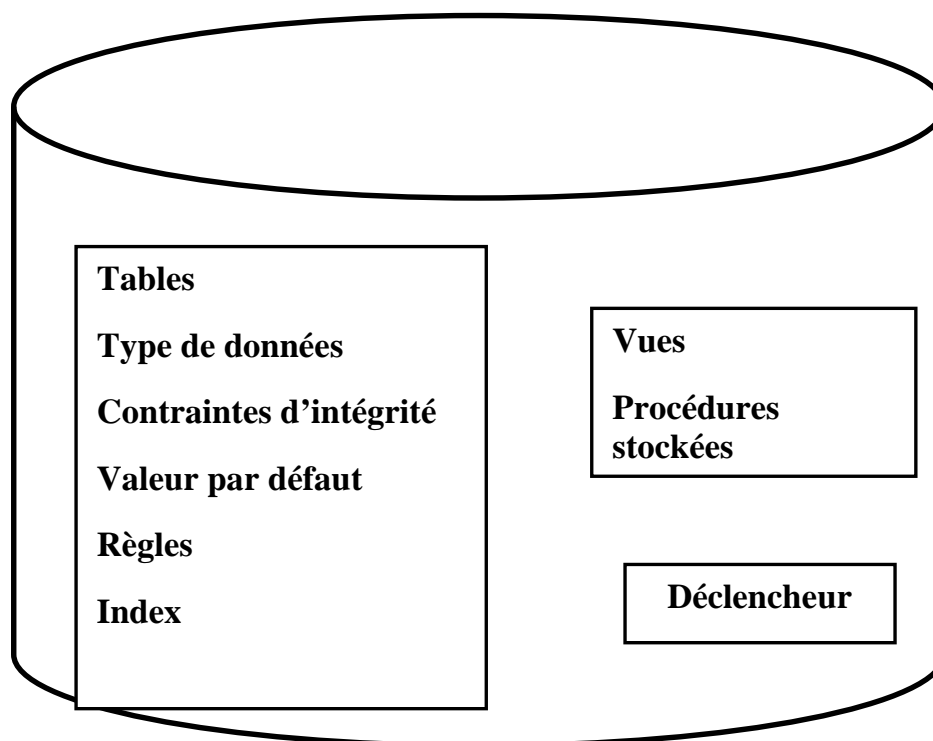 Tables
Type de données
Contraintes d’intégrité
Valeur par défaut
Règles
Index
Vues
Procédures
stockées
Déclencheur